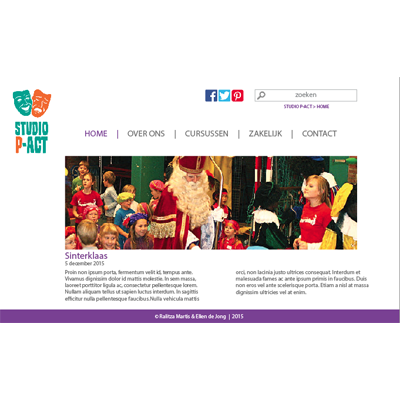 STUDIO
P-ACT
zoeken
STUDIO P-ACT > HOME
HOME | OVER ONS | CURSUSSEN | ZAKELIJK | CONTACT
Sinterklaas
5 december 2015
Proin non ipsum porta, fermentum velit id, tempus ante.
Vivamus dignissim dolor id mattis molestie. In sem massa,
laoreet porttitor ligula ac, consectetur pellentesque lorem.
Nullam aliquam tellus ut sapien luctus interdum. In sagittis
efficitur nulla pellentesque faucibus.Nulla vehicula mattis
orci, non lacinia justo ultrices consequat. Interdum et
malesuada fames ac ante ipsum primis in faucibus. Duis
non eros vel ante scelerisque porta. Etiam a nisl at massa
dignissim ultricies vel at enim.
© Ralitza Martis & Ellen de Jong | 2015